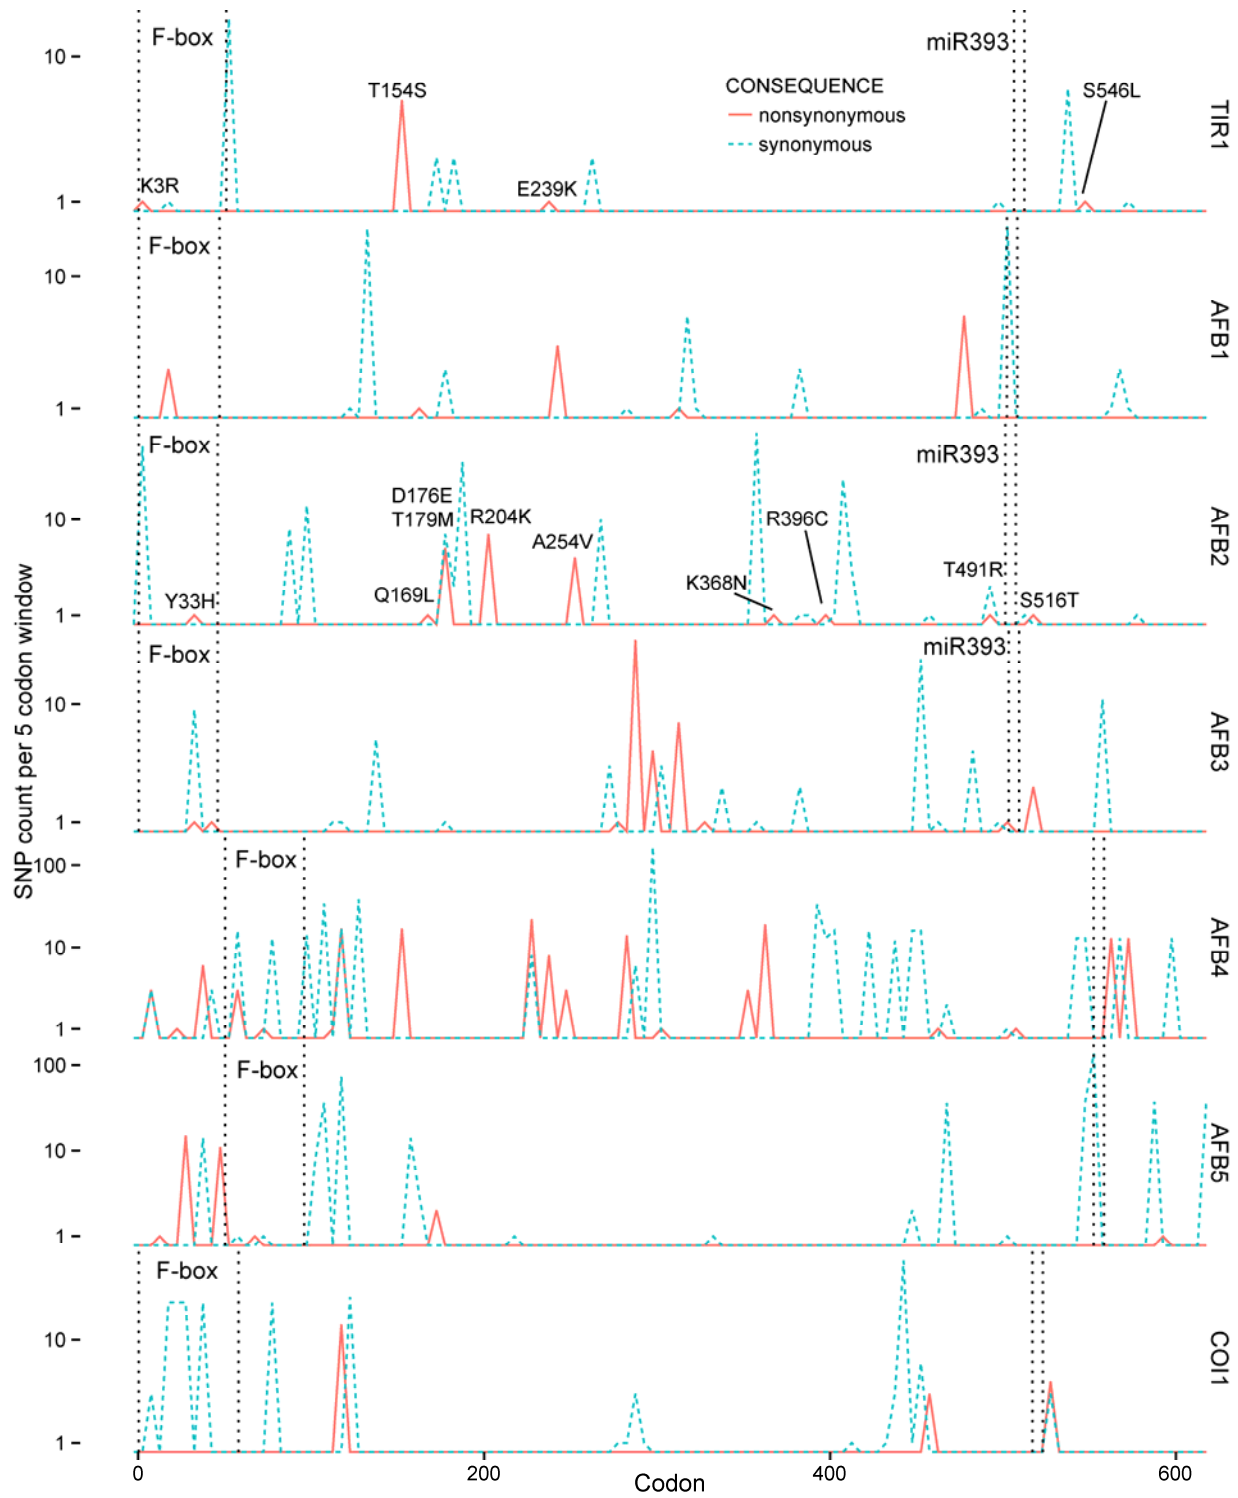 F-box
miR393
10
T154S
CONSEQUENCE
nonsynonymous
synonymous
S546L
TIR1
K3R
E239K
1
F-box
10
AFB1
1
F-box
miR393
D176E
T179M
R204K
A254V
R396C
10
AFB2
Q169L
K368N
T491R
Y33H
S516T
1
F-box
miR393
10
AFB3
1
SNP count per 5 codon window
F-box
100
10
AFB4
1
F-box
100
10
AFB5
1
F-box
10
COI1
1
0
200
400
600
Codon